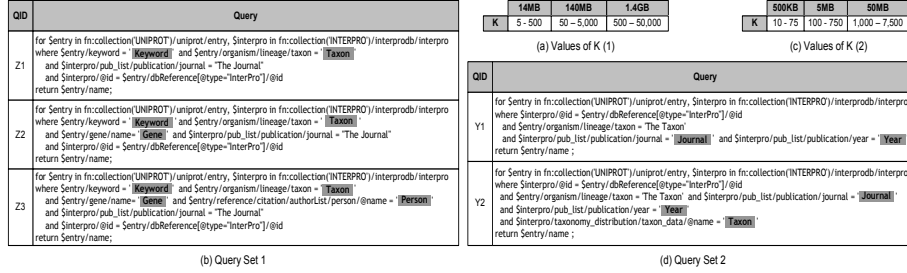 QID Query
Z1
for $entry in fn:collection('UNIPROT')/uniprot/entry, $interpro in fn:collection('INTERPRO')/interprodb/interpro
where $entry/keyword = ' Keyword ' and $entry/organism/lineage/taxon = ' Taxon '
and $interpro/pub_list/publication/journal = "The Journal"
and $interpro/@id = $entry/dbReference[@type="InterPro"]/@id
return $entry/name;
Z2
for $entry in fn:collection('UNIPROT')/uniprot/entry, $interpro in fn:collection('INTERPRO')/interprodb/interpro
where $entry/keyword = ' Keyword ' and $entry/organism/lineage/taxon = ' Taxon '
and $entry/gene/name= ' Gene ' and $interpro/pub_list/publication/journal = "The Journal"
and $interpro/@id = $entry/dbReference[@type="InterPro"]/@id
return $entry/name;
Z3
for $entry in fn:collection('UNIPROT')/uniprot/entry, $interpro in fn:collection('INTERPRO')/interprodb/interpro
where $entry/keyword = ' Keyword ' and $entry/organism/lineage/taxon = ' Taxon '
and $entry/gene/name= ' Gene ' and $entry/reference/citation/authorList/person/@name = ' Person '
and $interpro/pub_list/publication/journal = "The Journal"
and $interpro/@id = $entry/dbReference[@type="InterPro"]/@id
return $entry/name;
(b) Query Set 1
14MB 140MB 1.4GB
K 5 - 500 50 – 5,000 500 – 50,000
(a) Values of K (1)
500KB 5MB 50MB
K 10 - 75 100 - 750 1,000 – 7,500
(c) Values of K (2)
QID Query
Y1
for $entry in fn:collection('UNIPROT')/uniprot/entry, $interpro in fn:collection('INTERPRO')/interprodb/interpro
where $interpro/@id = $entry/dbReference[@type="InterPro"]/@id
and $entry/organism/lineage/taxon = 'The Taxon'
and $interpro/pub_list/publication/journal = ' Journal ' and $interpro/pub_list/publication/year = ' Year '
return $entry/name ;
Y2
for $entry in fn:collection('UNIPROT')/uniprot/entry, $interpro in fn:collection('INTERPRO')/interprodb/interpro
where $interpro/@id = $entry/dbReference[@type="InterPro"]/@id
and $entry/organism/lineage/taxon = 'The Taxon' and $interpro/pub_list/publication/journal = ' Journal '
and $interpro/pub_list/publication/year = ' Year '
and $interpro/taxonomy_distribution/taxon_data/@name = ' Taxon '
return $entry/name ;
(d) Query Set 2